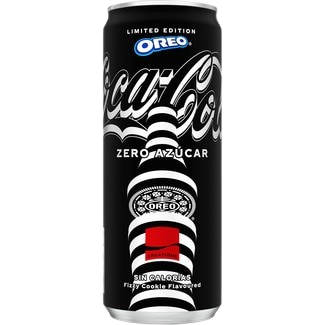 LIMITED EDITION
OREO
Coca-Cola
ZERO AZÚCAR
OREO
SIN CALORÍAS
Fizzy Cookie Flavoured